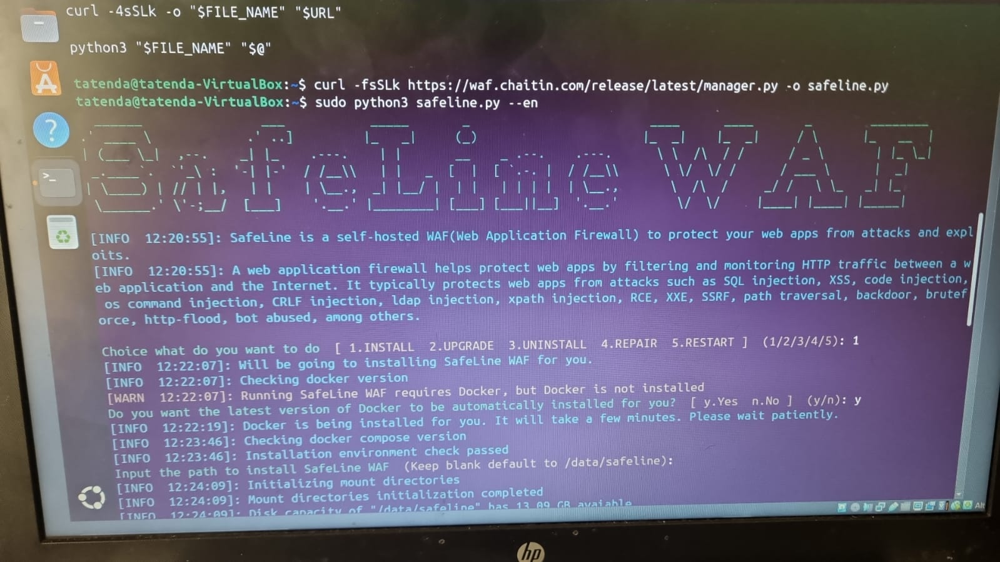 curl -4sSLk -o "$FILE_NAME" "$URL"
python3 "$FILE_NAME" "$@"
tatenda@tatenda-VirtualBox:~$ curl -fsSLk https://waf.chaitin.com/release/latest/manager.py -o safeline.py
tatenda@tatenda-VirtualBox:~$ sudo python3 safeline.py --en
SafeLine WAF
[INFO  12:20:55]: SafeLine is a self-hosted WAF(Web Application Firewall) to protect your web apps from attacks and expl
oits.
[INFO  12:20:55]: A web application firewall helps protect web apps by filtering and monitoring HTTP traffic between a w
eb application and the Internet. It typically protects web apps from attacks such as SQL injection, XSS, code injection,
os command injection, CRLF injection, ldap injection, xpath injection, RCE, XXE, SSRF, path traversal, backdoor, brutef
orce, http-flood, bot abused, among others.
Choice what do you want to do  [ 1.INSTALL  2.UPGRADE  3.UNINSTALL  4.REPAIR  5.RESTART ]  (1/2/3/4/5): 1
[INFO  12:22:07]: Will be going to installing SafeLine WAF for you.
[INFO  12:22:07]: Checking docker version
[WARN  12:22:07]: Running SafeLine WAF requires Docker, but Docker is not installed
Do you want the latest version of Docker to be automatically installed for you?  [ y.Yes  n.No ]  (y/n): y
[INFO  12:22:19]: Docker is being installed for you. It will take a few minutes. Please wait patiently.
[INFO  12:23:46]: Checking docker compose version
[INFO  12:23:46]: Installation environment check passed
Input the path to install SafeLine WAF  (Keep blank default to /data/safeline):
[INFO  12:24:09]: Initializing mount directories
[INFO  12:24:09]: Mount directories initialization completed
[INFO  12:24:09]: Disk capacity of "/data/safeline" has 13.09 GB avaiable
Alt
hp